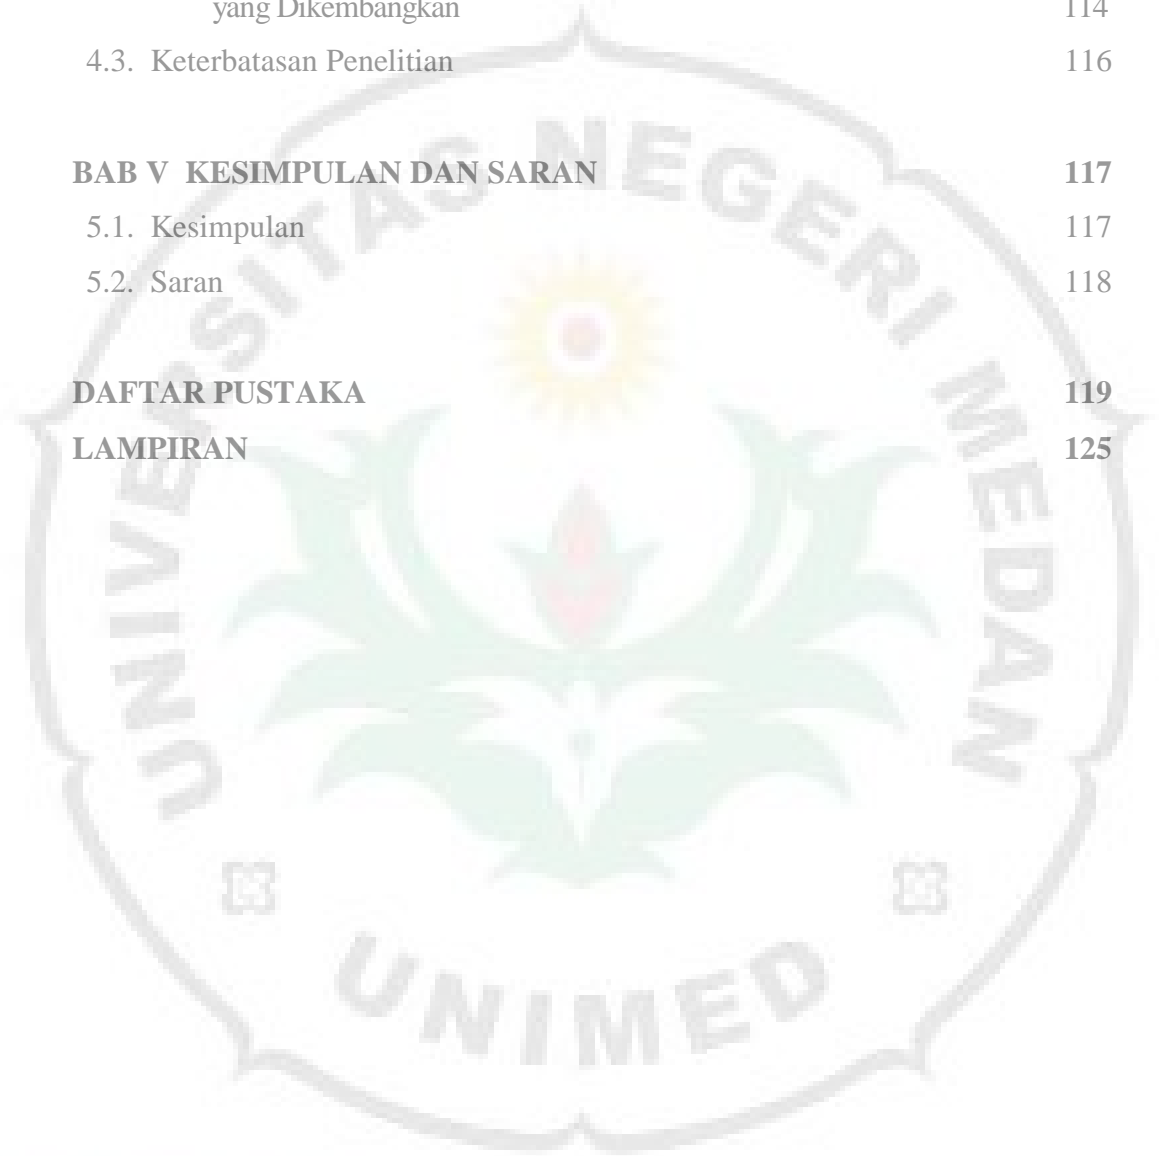 yang Dikembangkan 114
4.3. Keterbatasan Penelitian 116
BAB V KESIMPULAN DAN SARAN 117
5.1. Kesimpulan 117
5.2. Saran 118
DAFTAR PUSTAKA 119
LAMPIRAN 125
UNIVERSITAS NEGERI MEDAN
UNIMED